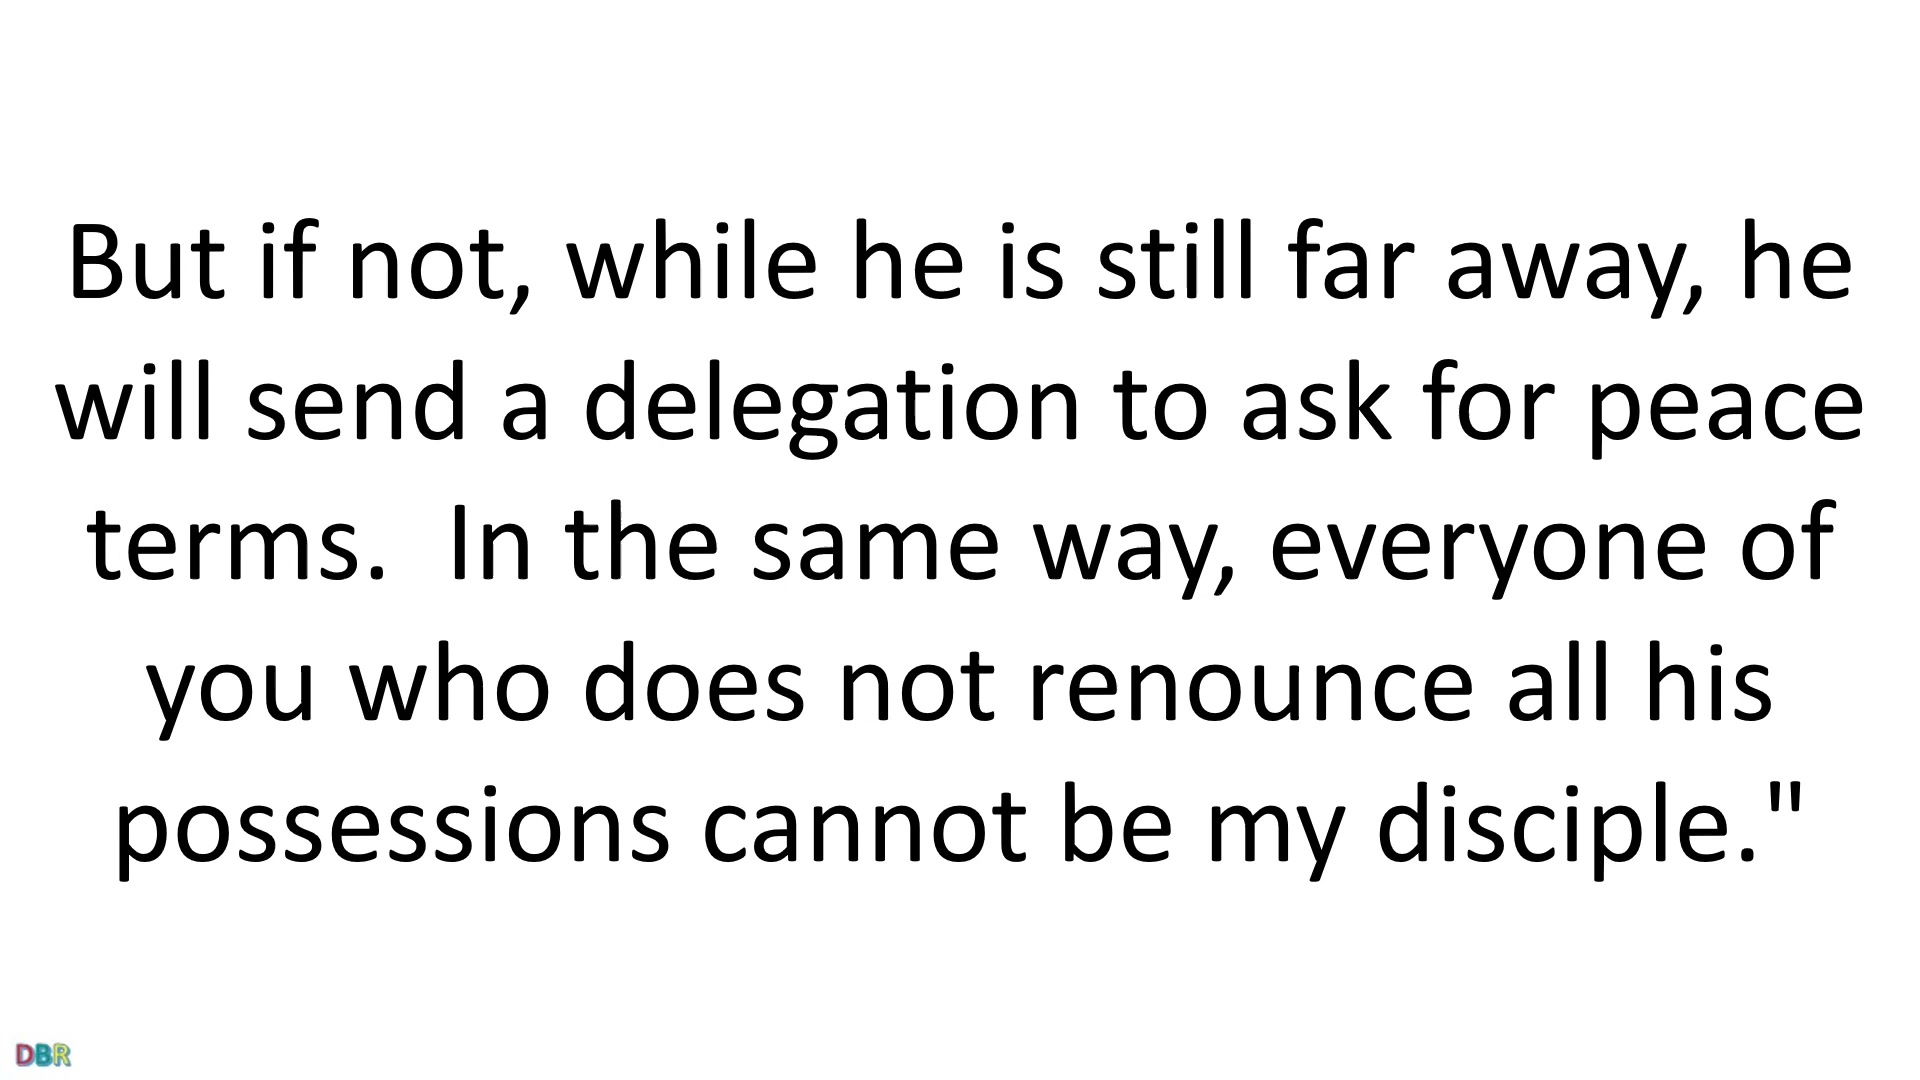 But if not, while he is still far away, he
will send a delegation to ask for peace
terms.  In the same way, everyone of
you who does not renounce all his
possessions cannot be my disciple."
DBR